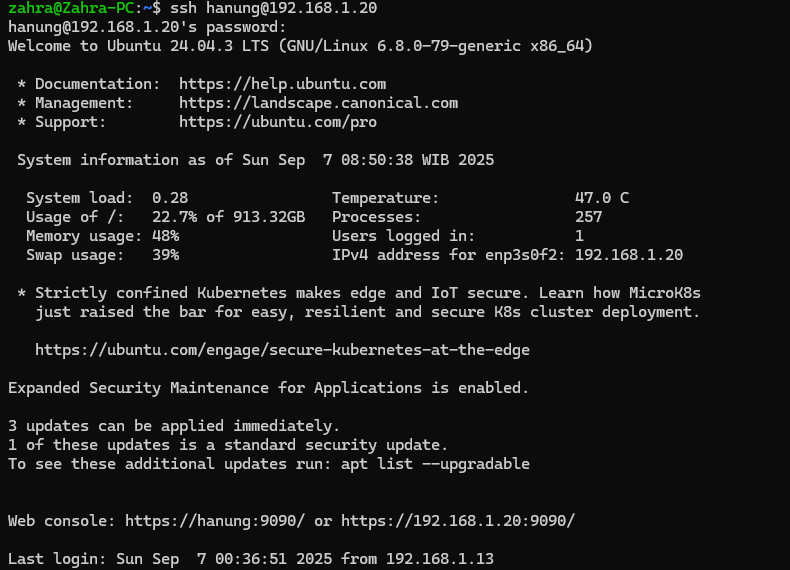 zahra@Zahra-PC:~$ ssh hanung@192.168.1.20
hanung@192.168.1.20's password:
Welcome to Ubuntu 24.04.3 LTS (GNU/Linux 6.8.0-79-generic x86_64)
* Documentation:  https://help.ubuntu.com
* Management:     https://landscape.canonical.com
* Support:        https://ubuntu.com/pro
System information as of Sun Sep  7 08:50:38 WIB 2025
System load:  0.28               Temperature:               47.0 C
Usage of /:   22.7% of 913.32GB   Processes:                 257
Memory usage: 48%                Users logged in:           1
Swap usage:   39%                IPv4 address for enp3s0f2: 192.168.1.20
* Strictly confined Kubernetes makes edge and IoT secure. Learn how MicroK8s
just raised the bar for easy, resilient and secure K8s cluster deployment.
https://ubuntu.com/engage/secure-kubernetes-at-the-edge
Expanded Security Maintenance for Applications is enabled.
3 updates can be applied immediately.
1 of these updates is a standard security update.
To see these additional updates run: apt list --upgradable
Web console: https://hanung:9090/ or https://192.168.1.20:9090/
Last login: Sun Sep  7 00:36:51 2025 from 192.168.1.13